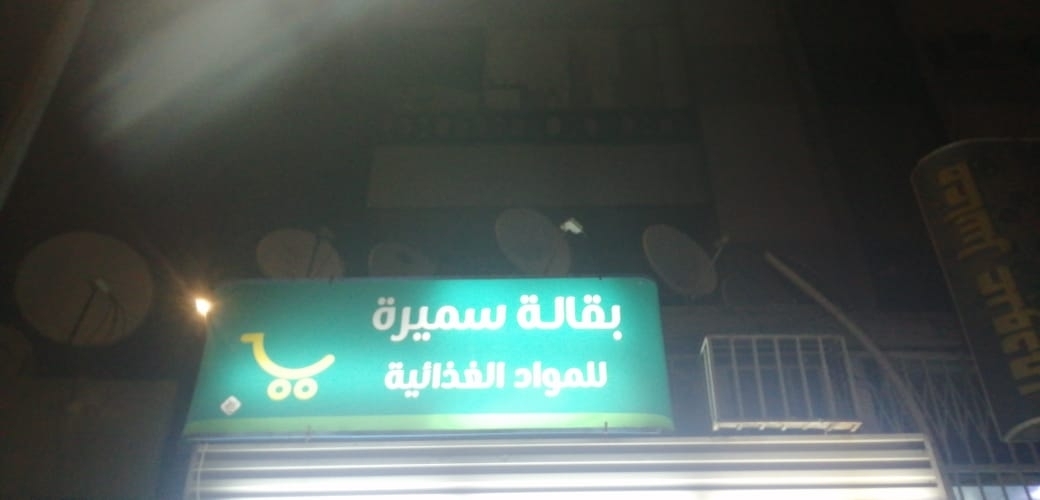 بقالة سميرة
للمواد الغذائية